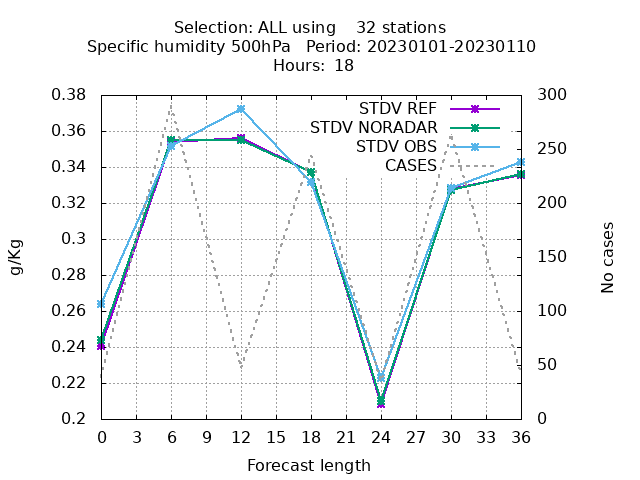 Selection: ALL using    32 stations
Specific humidity 500hPa   Period: 20230101-20230110
Hours: 18
0.38
0.36
0.34
0.32
0.3
0.28
0.26
0.24
0.22
0.2
g/Kg
STDV REF
STDV NORADAR
STDV OBS
CASES
300
250
200
150
100
50
0
No cases
0 3 6 9 12 15 18 21 24 27 30 33 36
Forecast length